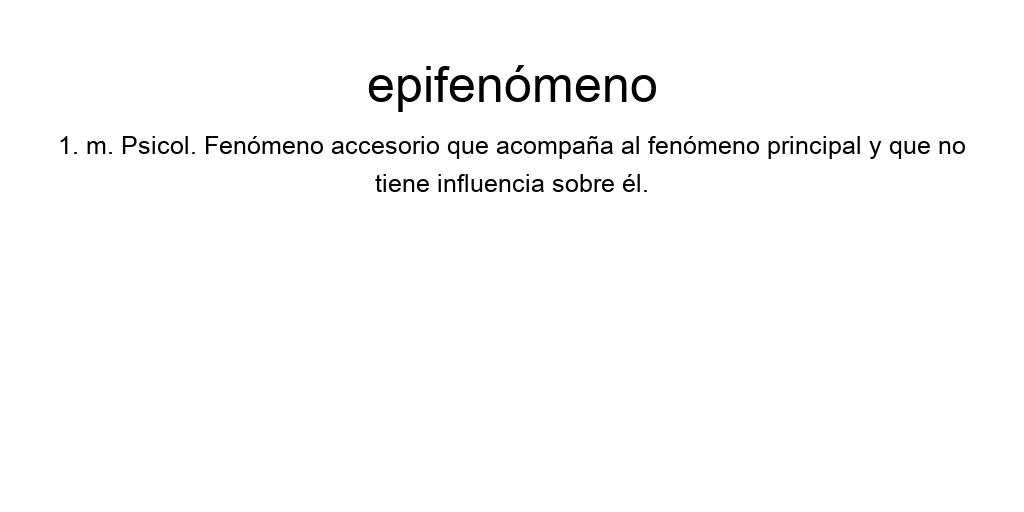 epifenómeno
1. m. Psicol. Fenómeno accesorio que acompaña al fenómeno principal y que no
tiene influencia sobre él.